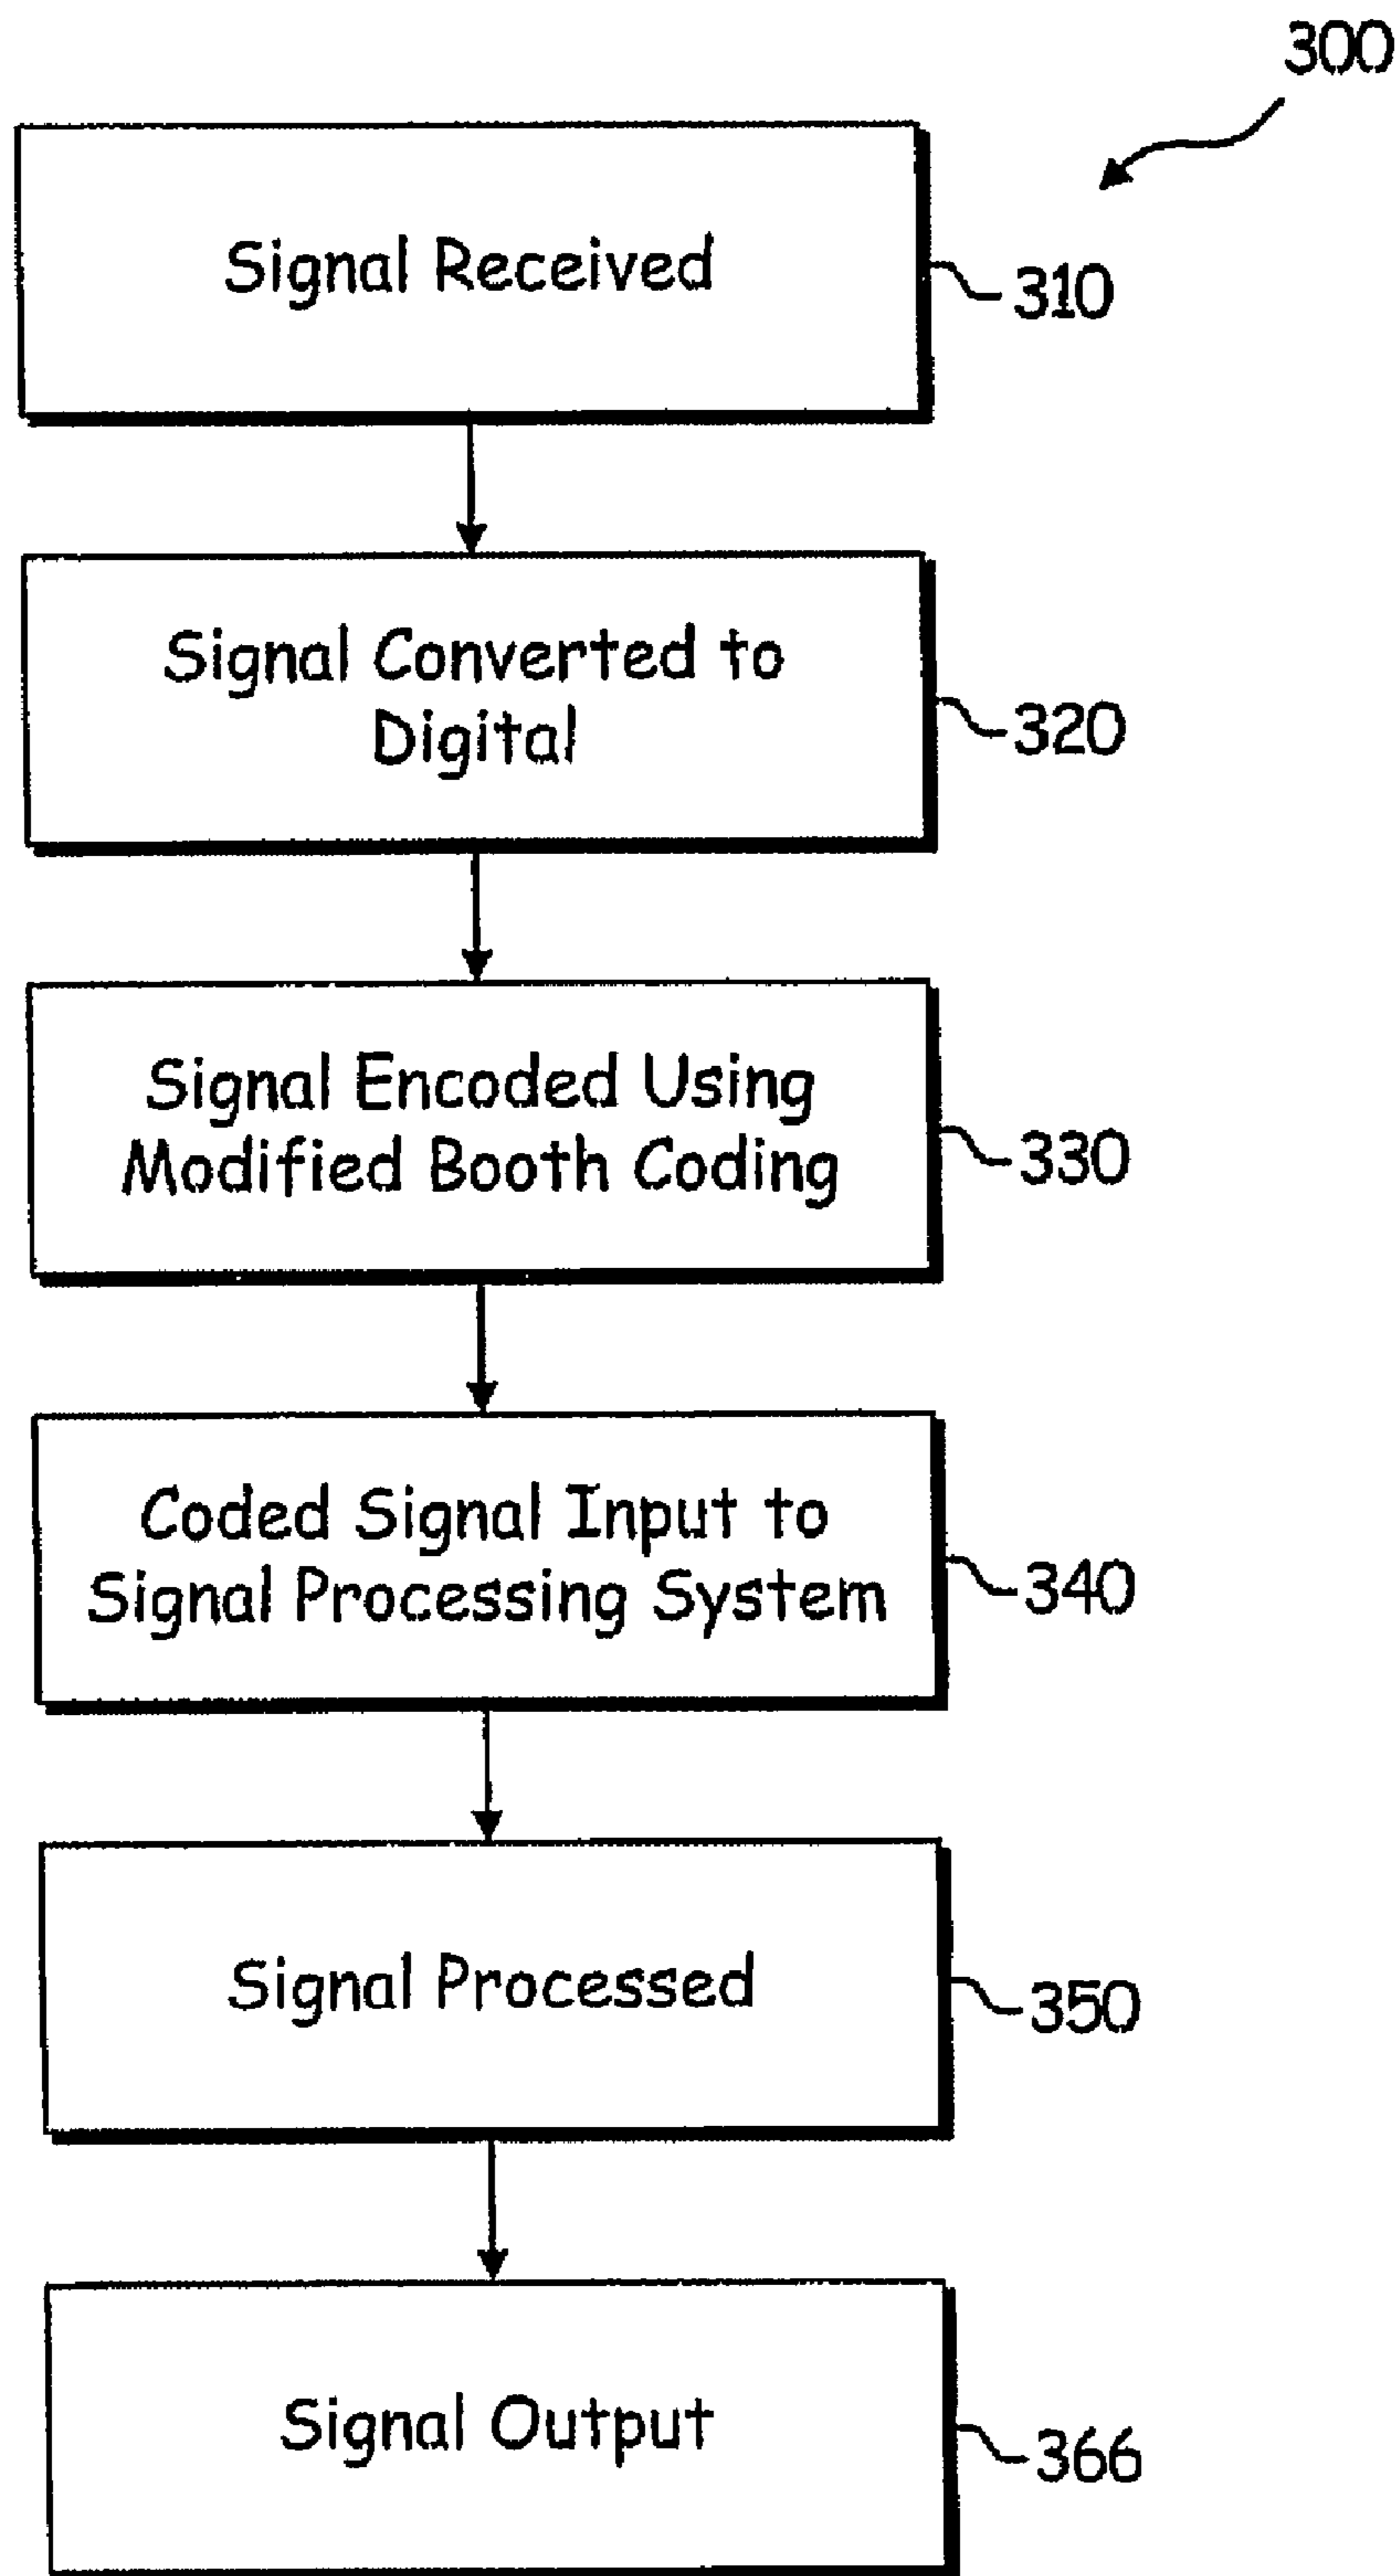 300
Signal Received
310
Signal Converted to
Digital
320
Signal Encoded Using
Modified Booth Coding
330
Coded Signal Input to
Signal Processing System
340
Signal Processed
350
Signal Output
366